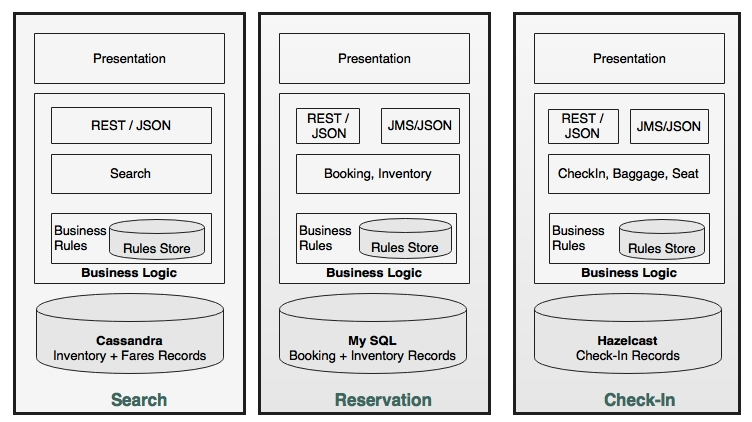 Presentation
REST / JSON
Search
Business
Rules
Rules Store
Business Logic
Cassandra
Inventory + Fares Records
Search
Presentation
REST /
JSON
JMS/JSON
Booking, Inventory
Business
Rules
Rules Store
Business Logic
My SQL
Booking + Inventory Records
Reservation
Presentation
REST /
JSON
JMS/JSON
CheckIn, Baggage, Seat
Business
Rules
Rules Store
Business Logic
Hazelcast
Check-In Records
Check-In